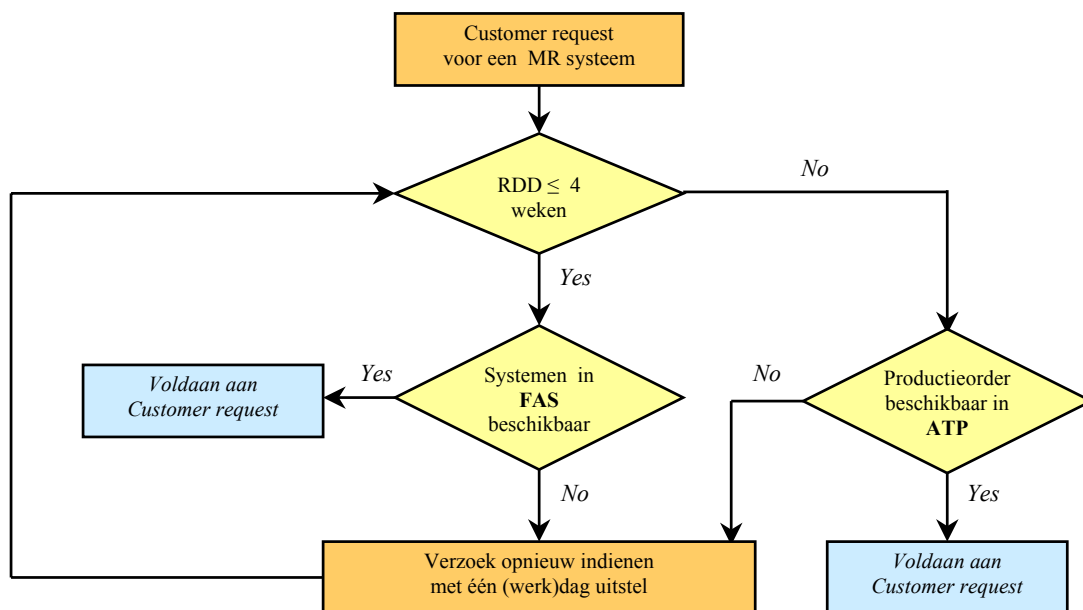 Customer request
voor een MR systeem
RDD ≤ 4
weken
No
Yes
Systemen in
FAS
beschikbaar
Yes
Voldaan aan
Customer request
No
Productieorder
beschikbaar in
ATP
No
Yes
Verzoek opnieuw indienen
met één (werk)dag uitstel
Voldaan aan
Customer request